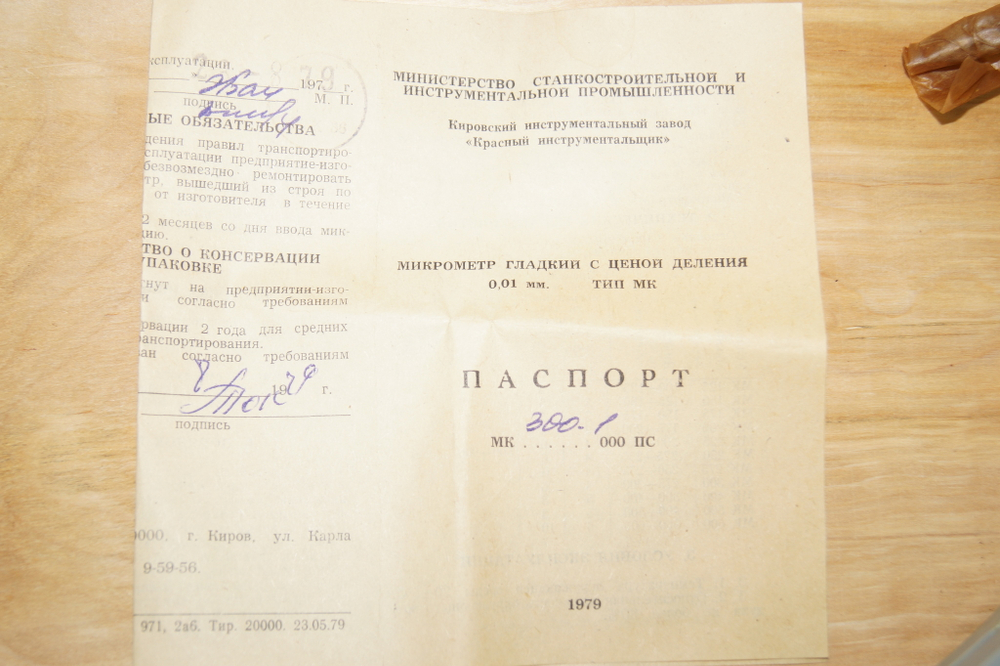 ксплуатации.
197 г.
подпись М. П.
ЫЕ ОБЯЗАТЕЛЬСТВА
дения правил транспортиро-
сплуатации предприятие-изго-
безвозмездно ремонтировать
тр, вышедший из строя по
от изготовителя в течение
2 месяцев со дня ввода мик-
цию.
ТВО О КОНСЕРВАЦИИ
УПАКОВКЕ
гнут на предприятии-изго-
и согласно требованиям
рвации 2 года для средних
ранспортирования.
ан согласно требованиям
1979 г.
подпись
0000. г. Киров, ул. Карла
9-59-56.
971, 2аб. Тир. 20000. 23.05.79
МИНИСТЕРСТВО СТАНКОСТРОИТЕЛЬНОЙ И
ИНСТРУМЕНТАЛЬНОЙ ПРОМЫШЛЕННОСТИ
Кировский инструментальный завод
«Красный инструментальщик»
МИКРОМЕТР ГЛАДКИЙ С ЦЕНОЙ ДЕЛЕНИЯ
0,01 мм. ТИП МК
ПАСПОРТ
300-1
МК . . . . . . 000 ПС
1979